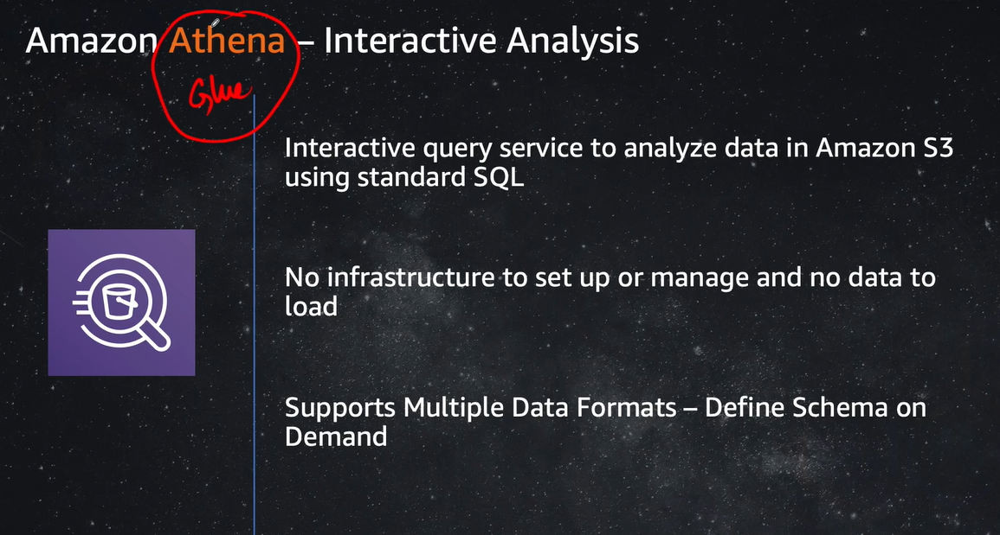 Amazon Athena – Interactive Analysis
Glue
Interactive query service to analyze data in Amazon S3
using standard SQL
No infrastructure to set up or manage and no data to
load
Supports Multiple Data Formats – Define Schema on
Demand